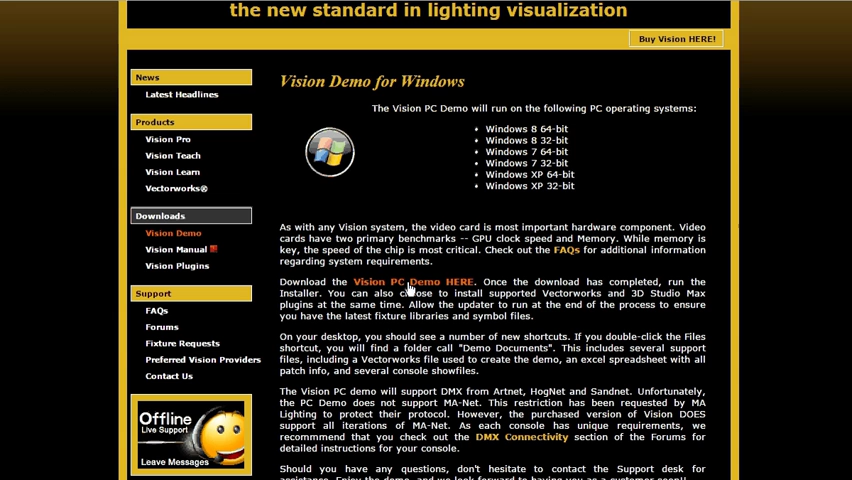 the new standard in lighting visualization
Buy Vision HERE!
News
Latest Headlines
Products
Vision Pro
Vision Teach
Vision Learn
Vectorworks®
Downloads
Vision Demo
Vision Manual
Vision Plugins
Support
FAQs
Forums
Fixture Requests
Preferred Vision Providers
Contact Us
Offline
Live Support
Leave Messages
Vision Demo for Windows
The Vision PC Demo will run on the following PC operating systems:
Windows 8 64-bit
Windows 8 32-bit
Windows 7 64-bit
Windows 7 32-bit
Windows XP 64-bit
Windows XP 32-bit
As with any Vision system, the video card is most important hardware component. Video
cards have two primary benchmarks -- GPU clock speed and Memory. While memory is
key, the speed of the chip is most critical. Check out the FAQs for additional information
regarding system requirements.
Download the Vision PC Demo HERE. Once the download has completed, run the
Installer. You can also choose to install supported Vectorworks and 3D Studio Max
plugins at the same time. Allow the updater to run at the end of the process to ensure
you have the latest fixture libraries and symbol files.
On your desktop, you should see a number of new shortcuts. If you double-click the Files
shortcut, you will find a folder call "Demo Documents". This includes several support
files, including a Vectorworks file used to create the demo, an excel spreadsheet with all
patch info, and several console showfiles.
The Vision PC demo will support DMX from Artnet, HogNet and Sandnet. Unfortunately,
the PC Demo does not support MA-Net. This restriction has been requested by MA
Lighting to protect their protocol. However, the purchased version of Vision DOES
support all iterations of MA-Net. As each console has unique requirements, we
recommmend that you check out the DMX Connectivity section of the Forums for
detailed instructions for your console.
Should you have any questions, don't hesitate to contact the Support desk for
assistance. Enjoy the demo, and we look forward to having you as a customer soon!!